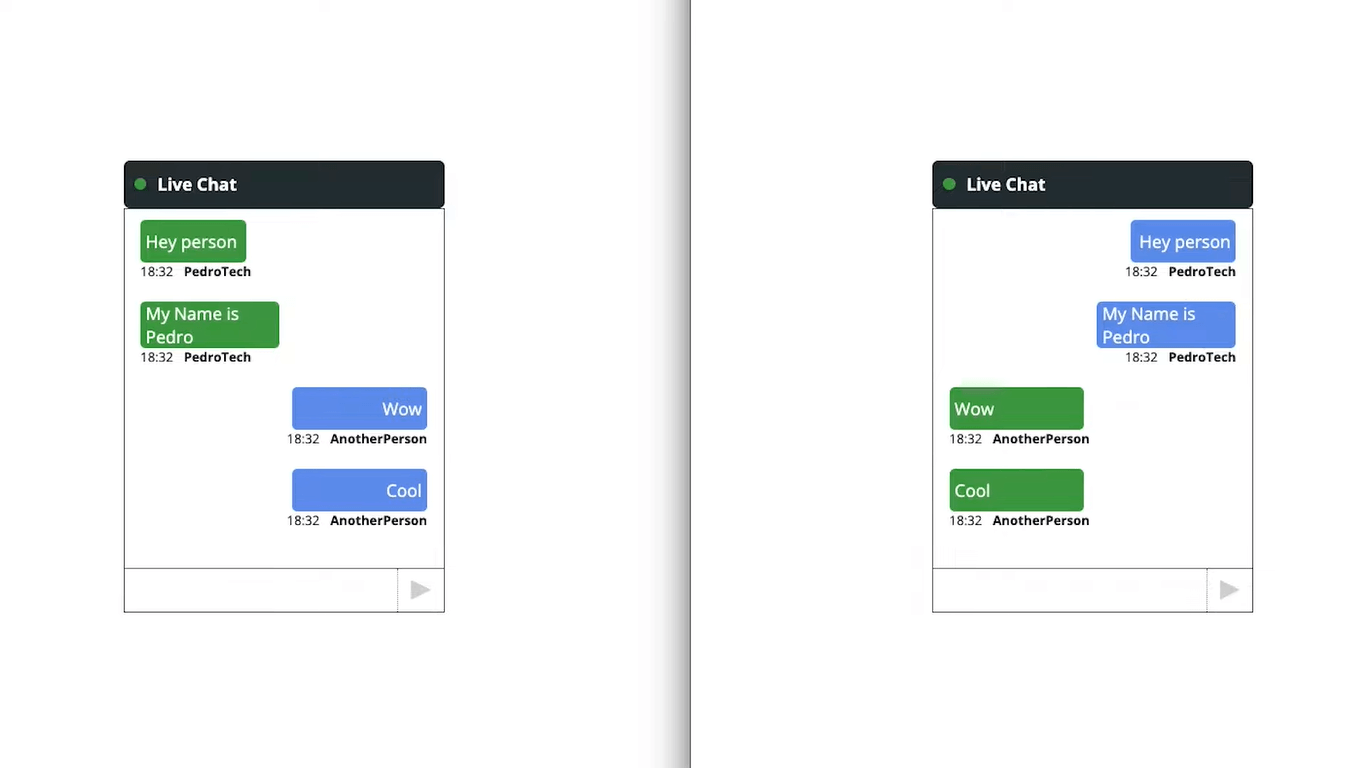 Live Chat
Hey person
18:32 PedroTech
My Name is
Pedro
18:32 PedroTech
Wow
18:32 AnotherPerson
Cool
18:32 AnotherPerson
Live Chat
Hey person
18:32 PedroTech
My Name is
Pedro
18:32 PedroTech
Wow
18:32 AnotherPerson
Cool
18:32 AnotherPerson